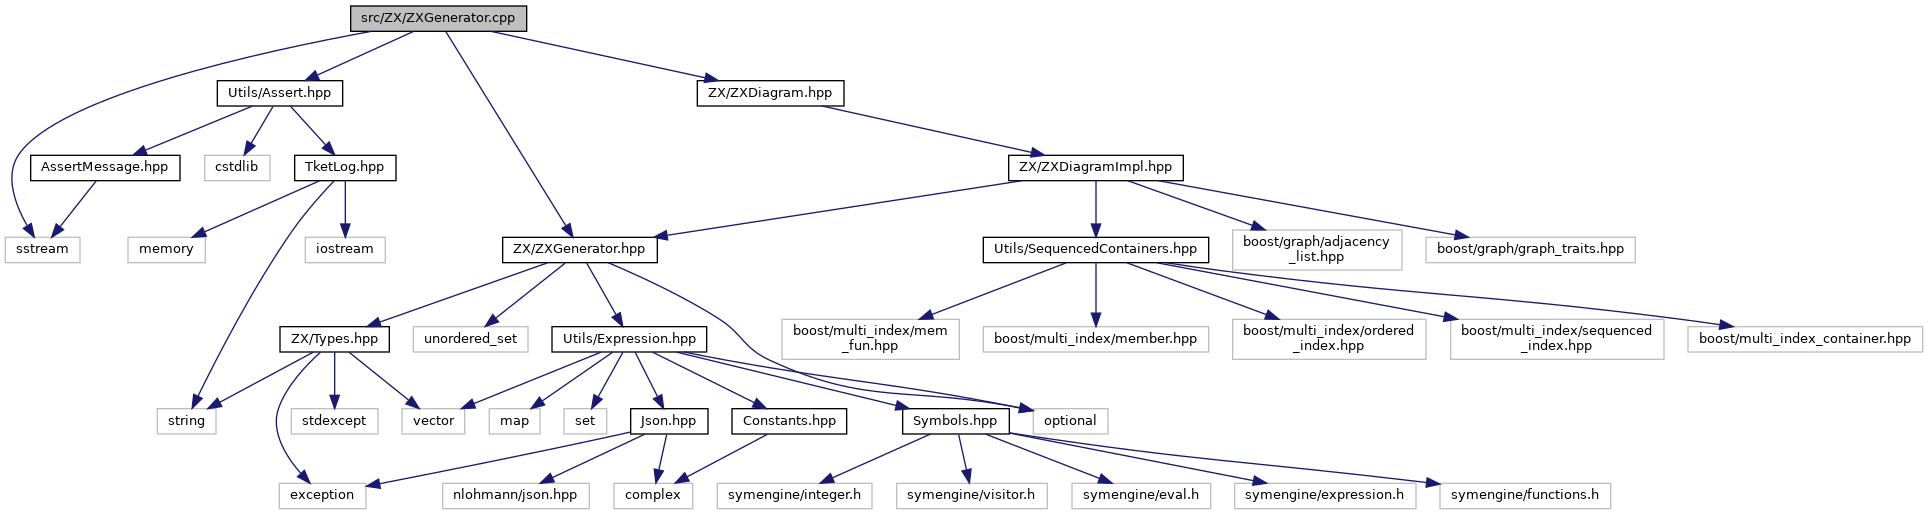 src/ZX/ZXGenerator.cpp
Utils/Assert.hpp
ZX/ZXDiagram.hpp
AssertMessage.hpp
cstdlib
TketLog.hpp
ZX/ZXDiagramImpl.hpp
sstream
memory
iostream
ZX/ZXGenerator.hpp
Utils/SequencedContainers.hpp
boost/graph/adjacency
_list.hpp
boost/graph/graph_traits.hpp
ZX/Types.hpp
unordered_set
Utils/Expression.hpp
boost/multi_index/mem
_fun.hpp
boost/multi_index/member.hpp
boost/multi_index/ordered
_index.hpp
boost/multi_index/sequenced
_index.hpp
boost/multi_index_container.hpp
string
stdexcept
vector
map
set
Json.hpp
Constants.hpp
Symbols.hpp
optional
exception
nlohmann/json.hpp
complex
symengine/integer.h
symengine/visitor.h
symengine/eval.h
symengine/expression.h
symengine/functions.h